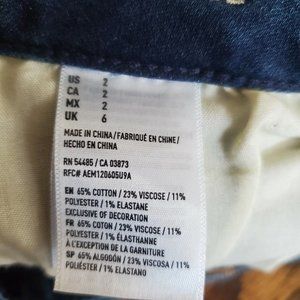 US 2
CA 2
MX 2
UK 6
MADE IN CHINA/FABRIQUÉ EN CHINE/
HECHO EN CHINA
RN 54485 / CA 03873
RFC# AEM120605U9A
EN 65% COTTON / 23% VISCOSE / 11%
POLYESTER / 1% ELASTANE
EXCLUSIVE OF DECORATION
FR 65% COTON / 23% VISCOSE / 11%
POLYESTER / 1% ÉLASTHANNE
À L'EXCEPTION DE LA GARNITURE
SP 65% ALGODÓN / 23% VISCOSA / 11%
POLIÉSTER / 1% ELASTANO